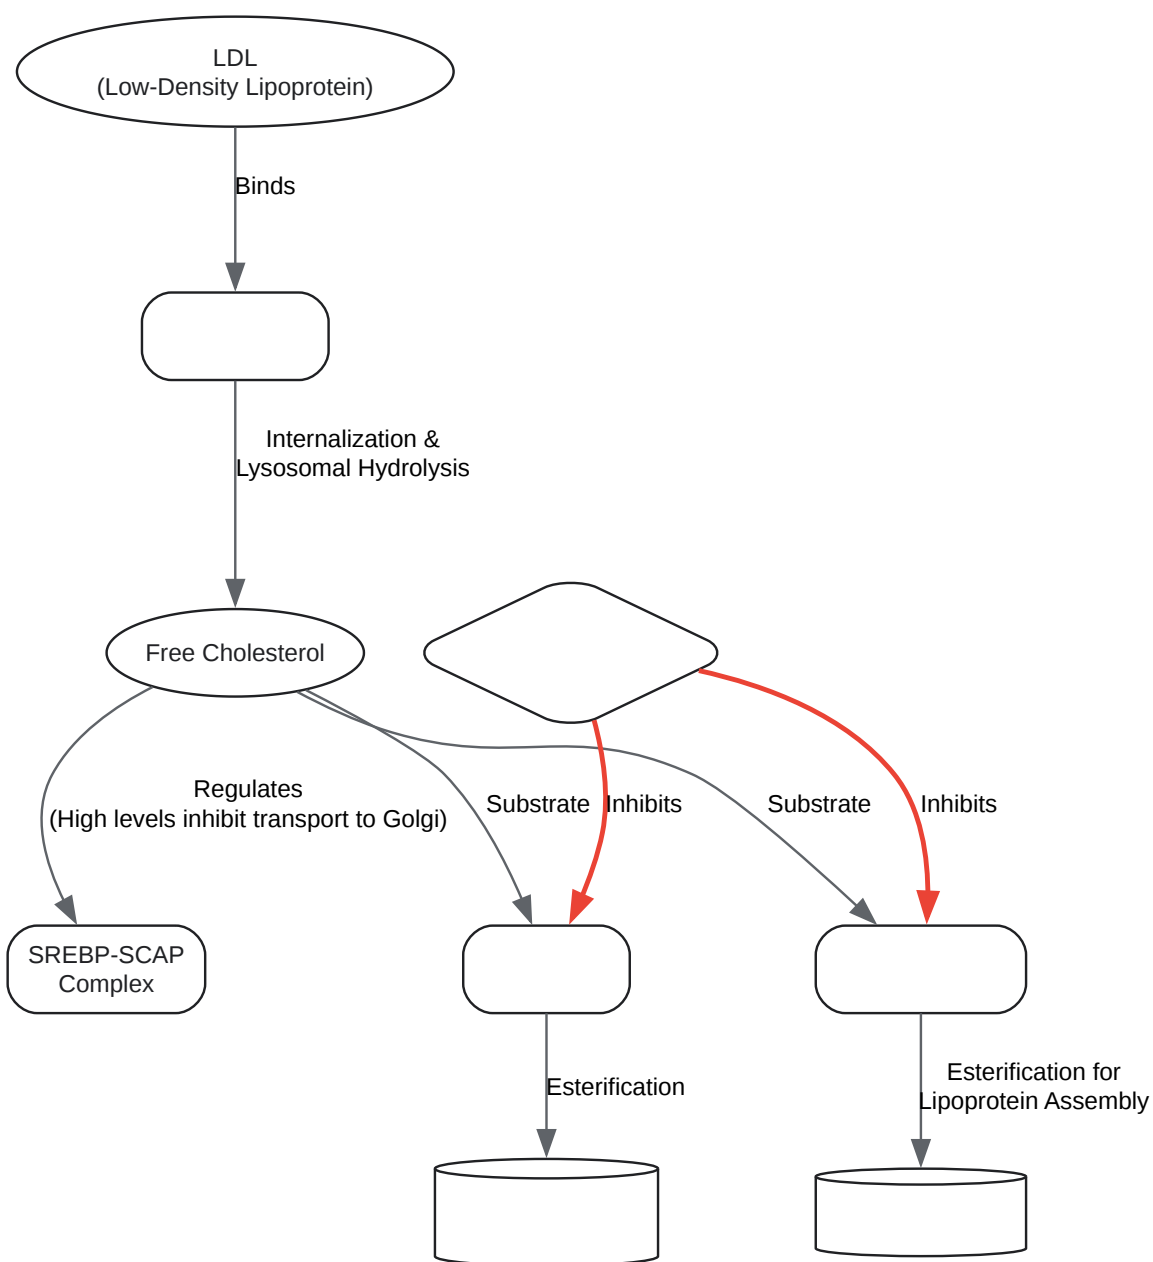 LDL
(Low-Density Lipoprotein)
Binds
Internalization &
Lysosomal Hydrolysis
Free Cholesterol
Regulates
(High levels inhibit transport to Golgi)
Substrate
Inhibits
Substrate
Inhibits
SREBP-SCAP
Complex
Esterification
Esterification for
Lipoprotein Assembly